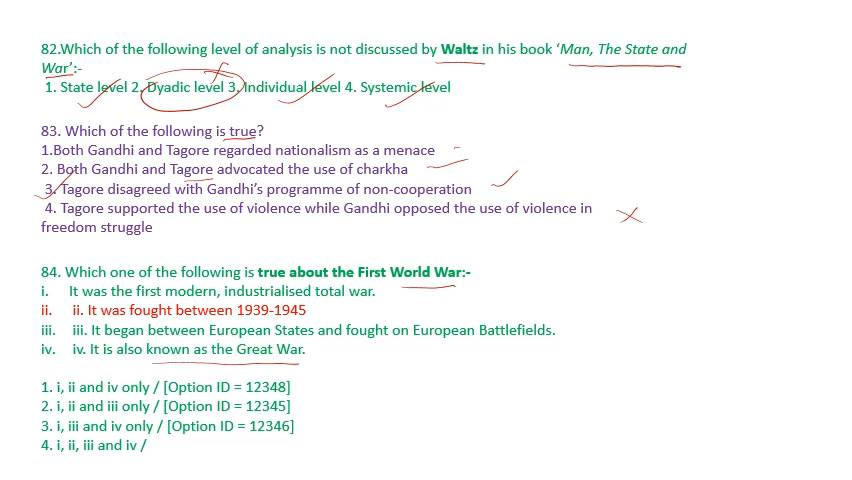 82.Which of the following level of analysis is not discussed by Waltz in his book ‘Man, The State and
War’:-
1. State level 2. Dyadic level 3. Individual level 4. Systemic level
83. Which of the following is true?
1.Both Gandhi and Tagore regarded nationalism as a menace
2. Both Gandhi and Tagore advocated the use of charkha
3. Tagore disagreed with Gandhi’s programme of non-cooperation
4. Tagore supported the use of violence while Gandhi opposed the use of violence in
freedom struggle
84. Which one of the following is true about the First World War:-
i. It was the first modern, industrialised total war.
ii. ii. It was fought between 1939-1945
iii. iii. It began between European States and fought on European Battlefields.
iv. iv. It is also known as the Great War.
1. i, ii and iv only / [Option ID = 12348]
2. i, ii and iii only / [Option ID = 12345]
3. i, iii and iv only / [Option ID = 12346]
4. i, ii, iii and iv /